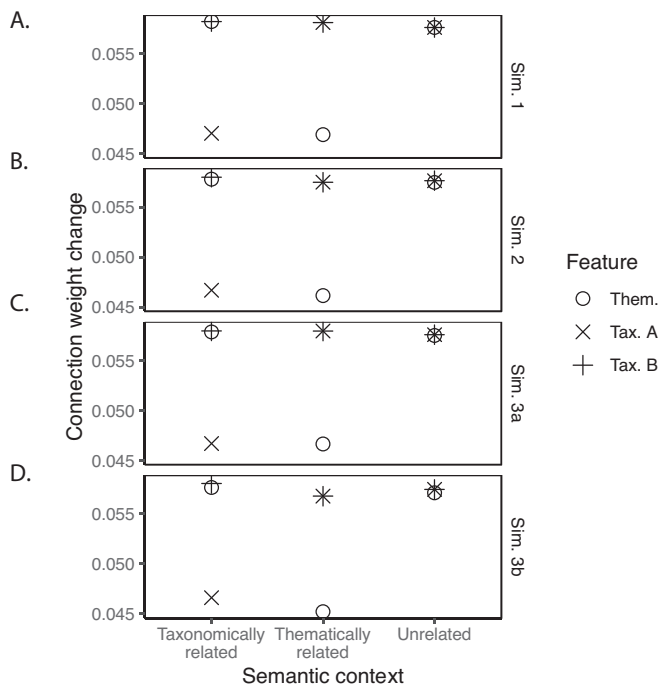 A.
0.055
0.050
0.045
Sim. 1
B.
0.055
0.050
0.045
Sim. 2
C.
0.055
0.050
0.045
Sim. 3a
D.
0.055
0.050
0.045
Sim. 3b
Connection weight change
Taxonomically
related
Thematically
related
Unrelated
Semantic context
Feature
Them.
Tax. A
Tax. B